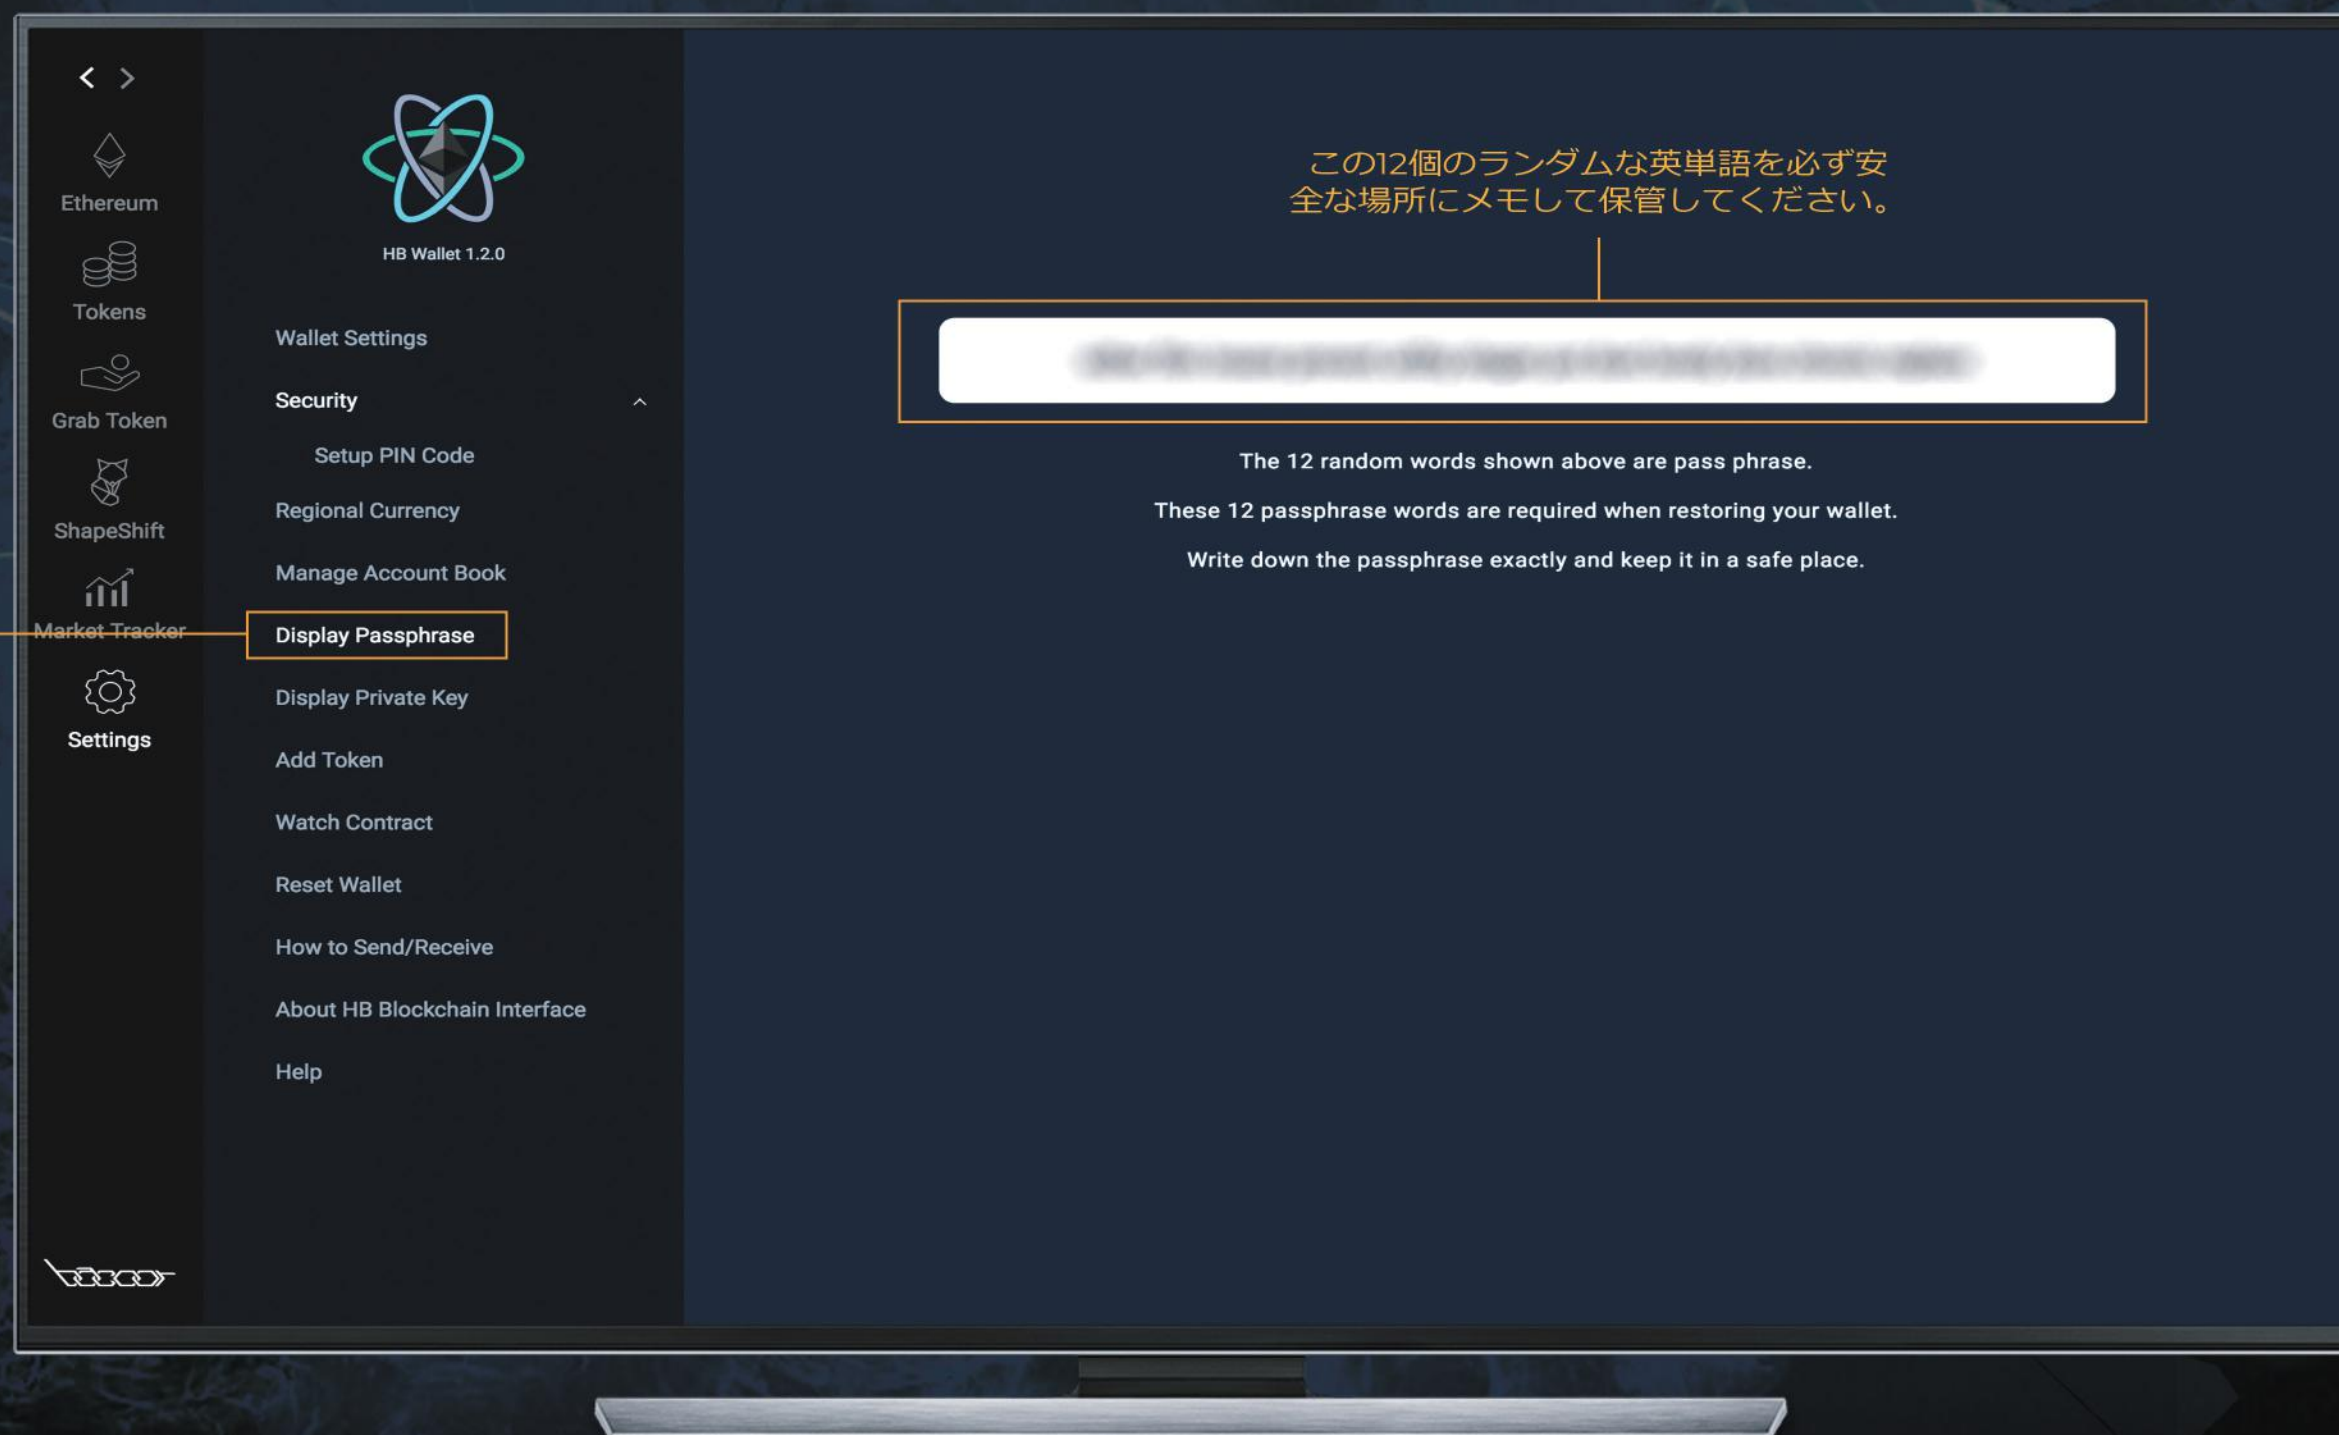 Ethereum
Tokens
Grab Token
ShapeShift
Market Tracker
Settings
HB Wallet 1.2.0
Wallet Settings
Security
Setup PIN Code
Regional Currency
Manage Account Book
Display Passphrase
Display Private Key
Add Token
Watch Contract
Reset Wallet
How to Send/Receive
About HB Blockchain Interface
Help
この12個のランダムな英単語を必ず安
全な場所にメモして保管してください。
The 12 random words shown above are pass phrase.
These 12 passphrase words are required when restoring your wallet.
Write down the passphrase exactly and keep it in a safe place.